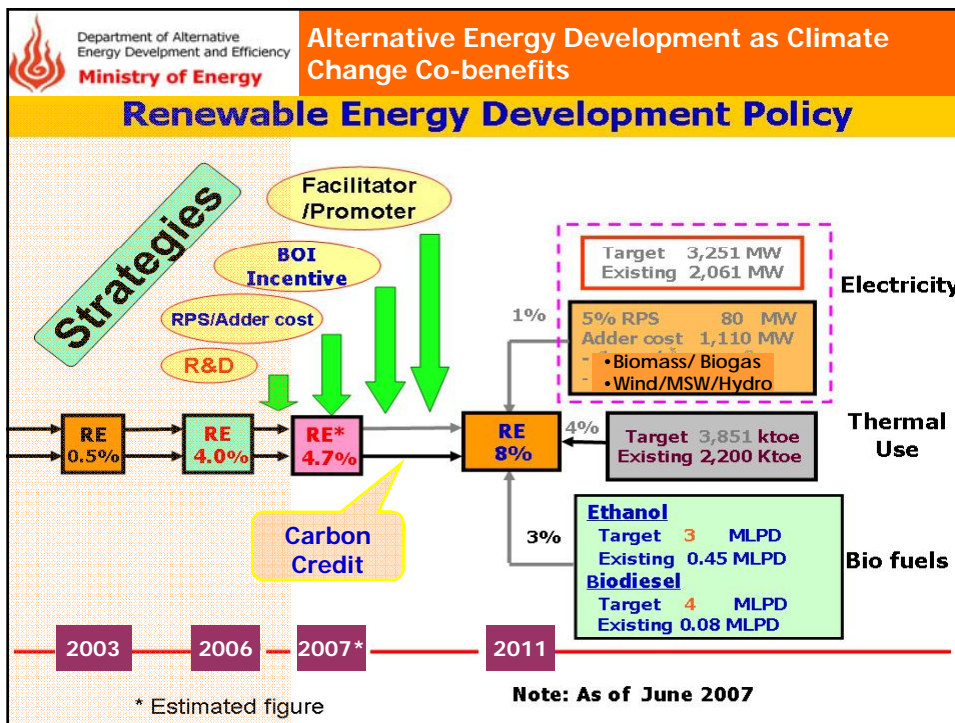 Department of Alternative
Energy Develpment and Efficiency
Ministry of Energy
Alternative Energy Development as Climate
Change Co-benefits
Renewable Energy Development Policy
Strategies
Facilitator
/Promoter
BOI
Incentive
RPS/Adder cost
R&D
Target 3,251 MW
Existing 2,061 MW
Electricity
1%
5% RPS 80 MW
Adder cost 1,110 MW
•Biomass/ Biogas
•Wind/MSW/Hydro
RE
0.5%
RE
4.0%
RE*
4.7%
RE
8%
4%
Target 3,851 ktoe
Existing 2,200 Ktoe
Thermal
Use
Carbon
Credit
3%
Ethanol
Target 3 MLPD
Existing 0.45 MLPD
Biodiesel
Target 4 MLPD
Existing 0.08 MLPD
Bio fuels
2003
2006
2007*
2011
* Estimated figure
Note: As of June 2007